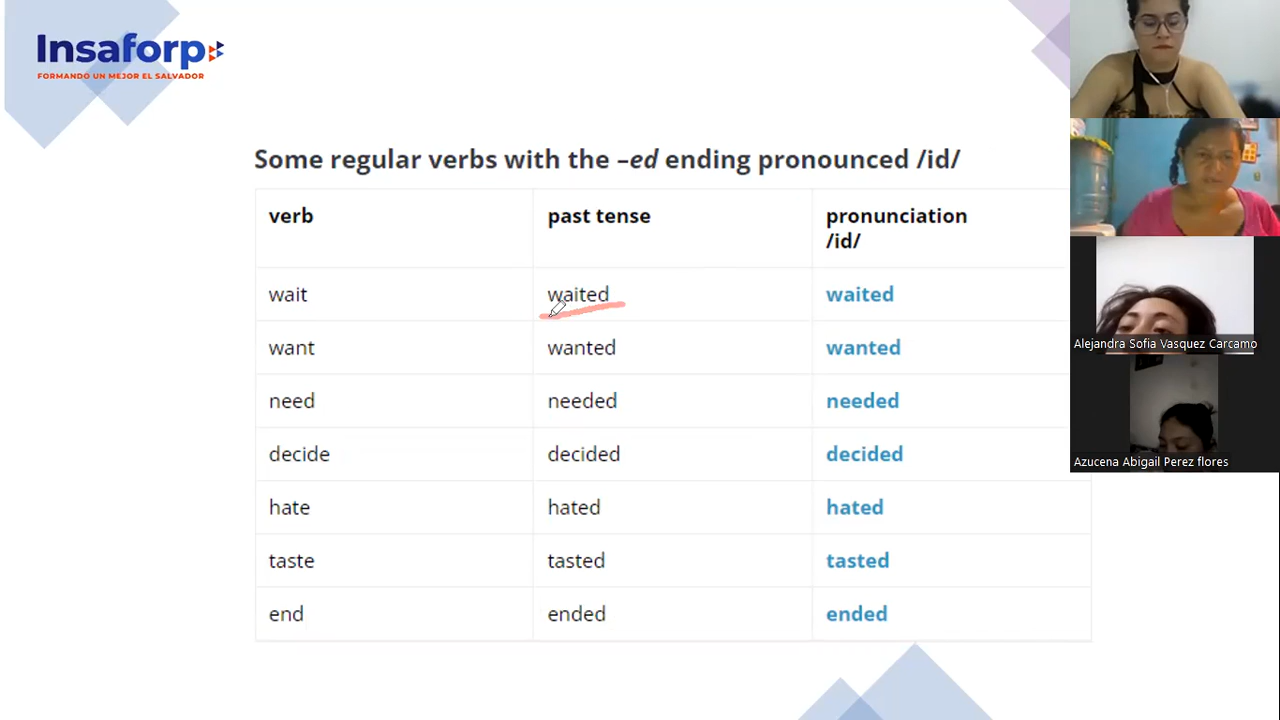 Insaforp
FORMANDO UN MEJOR EL SALVADOR
Some regular verbs with the –ed ending pronounced /id/
verb past tense pronunciation /id/
wait waited waited
want wanted wanted
need needed needed
decide decided decided
hate hated hated
taste tasted tasted
end ended ended
Alejandra Sofia Vasquez Carcamo
Azucena Abigail Perez flores